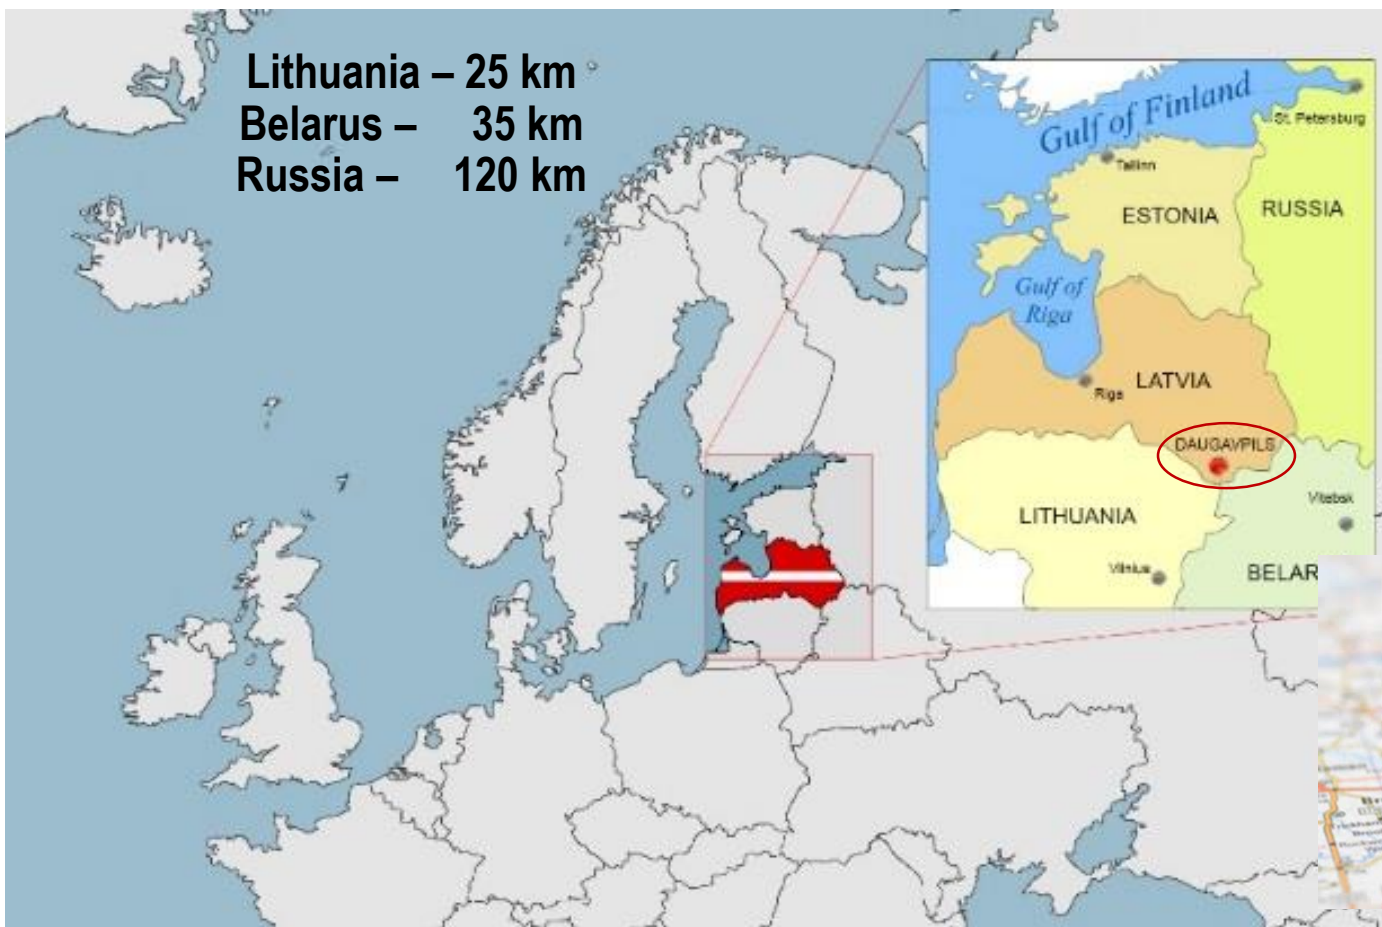 Lithuania – 25 km
Belarus – 35 km
Russia – 120 km
Gulf of Finland
St. Petersburg
Tallinn
ESTONIA
RUSSIA
Gulf of
Riga
Riga
LATVIA
DAUGAVPILS
Vitebsk
LITHUANIA
Vilnius
BELAR